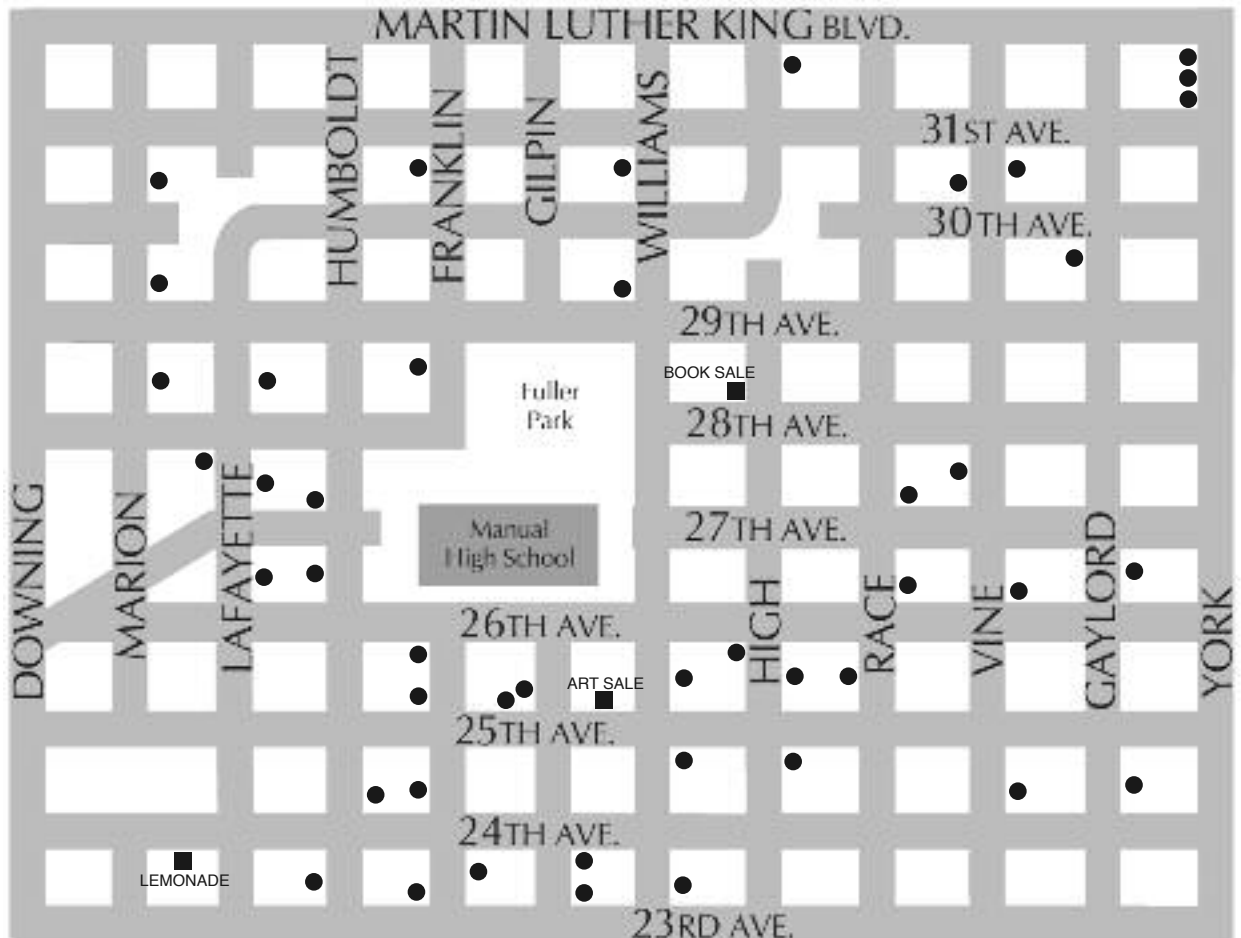 MARTIN LUTHER KING BLVD.
HUMBOLDT
FRANKLIN
GILPIN
WILLIAMS
31ST AVE.
30TH AVE.
29TH AVE.
BOOK SALE
Fuller
Park
28TH AVE.
DOWNING
MARION
LAFAYETTE
Manual
High School
27TH AVE.
HIGH
RACE
VINE
GAYLORD
YORK
26TH AVE.
ART SALE
25TH AVE.
24TH AVE.
LEMONADE
23RD AVE.